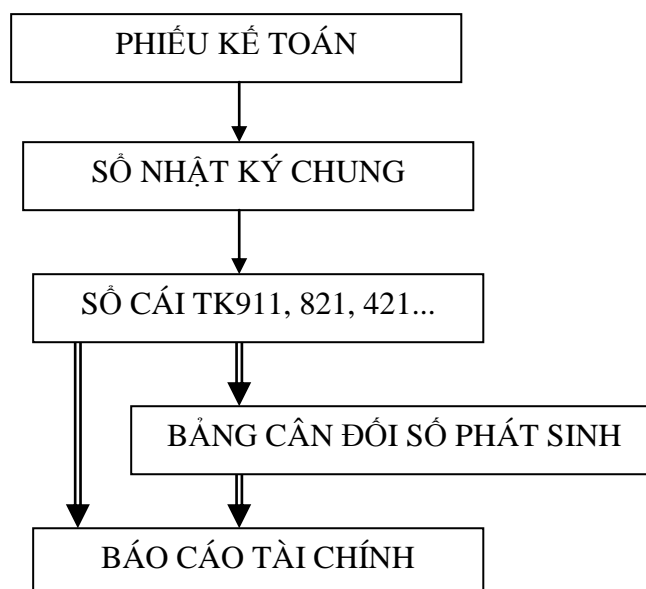 PHIẾU KẾ TOÁN
SỔ NHẬT KÝ CHUNG
SỔ CÁI TK911, 821, 421...
BẢNG CÂN ĐỐI SỐ PHÁT SINH
BÁO CÁO TÀI CHÍNH